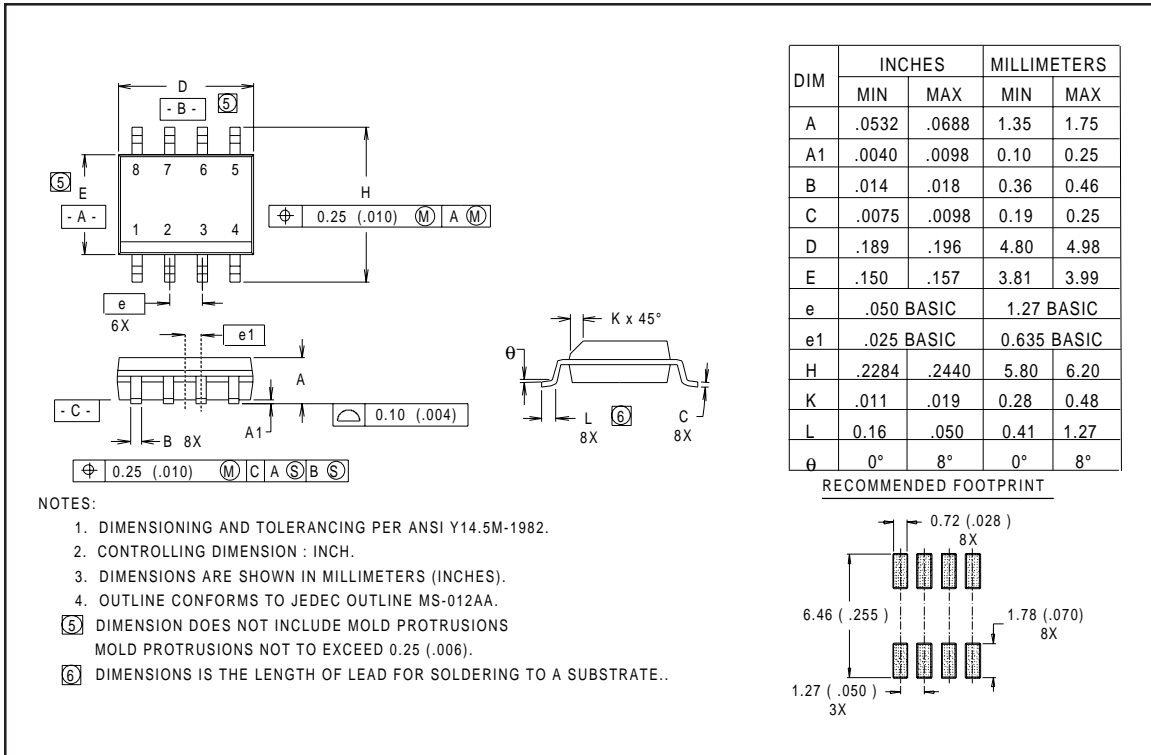 D
- B -
5
8 7 6 5
5
E
- A -
H
0.25 (.010) M A M
1 2 3 4
e
6X
e1
K x 45°
θ
A
- C -
0.10 (.004)
A1
B 8X
L
8X
6
C
8X
0.25 (.010) M C A S B S
DIM INCHES MILLIMETERS
MIN MAX MIN MAX
A .0532 .0688 1.35 1.75
A1 .0040 .0098 0.10 0.25
B .014 .018 0.36 0.46
C .0075 .0098 0.19 0.25
D .189 .196 4.80 4.98
E .150 .157 3.81 3.99
e .050 BASIC 1.27 BASIC
e1 .025 BASIC 0.635 BASIC
H .2284 .2440 5.80 6.20
K .011 .019 0.28 0.48
L 0.16 .050 0.41 1.27
θ 0° 8° 0° 8°
NOTES:
1. DIMENSIONING AND TOLERANCING PER ANSI Y14.5M-1982.
2. CONTROLLING DIMENSION : INCH.
3. DIMENSIONS ARE SHOWN IN MILLIMETERS (INCHES).
4. OUTLINE CONFORMS TO JEDEC OUTLINE MS-012AA.
5 DIMENSION DOES NOT INCLUDE MOLD PROTRUSIONS
MOLD PROTRUSIONS NOT TO EXCEED 0.25 (.006).
6 DIMENSIONS IS THE LENGTH OF LEAD FOR SOLDERING TO A SUBSTRATE..
RECOMMENDED FOOTPRINT
0.72 (.028 )
8X
6.46 ( .255 )
1.78 (.070)
8X
1.27 ( .050 )
3X